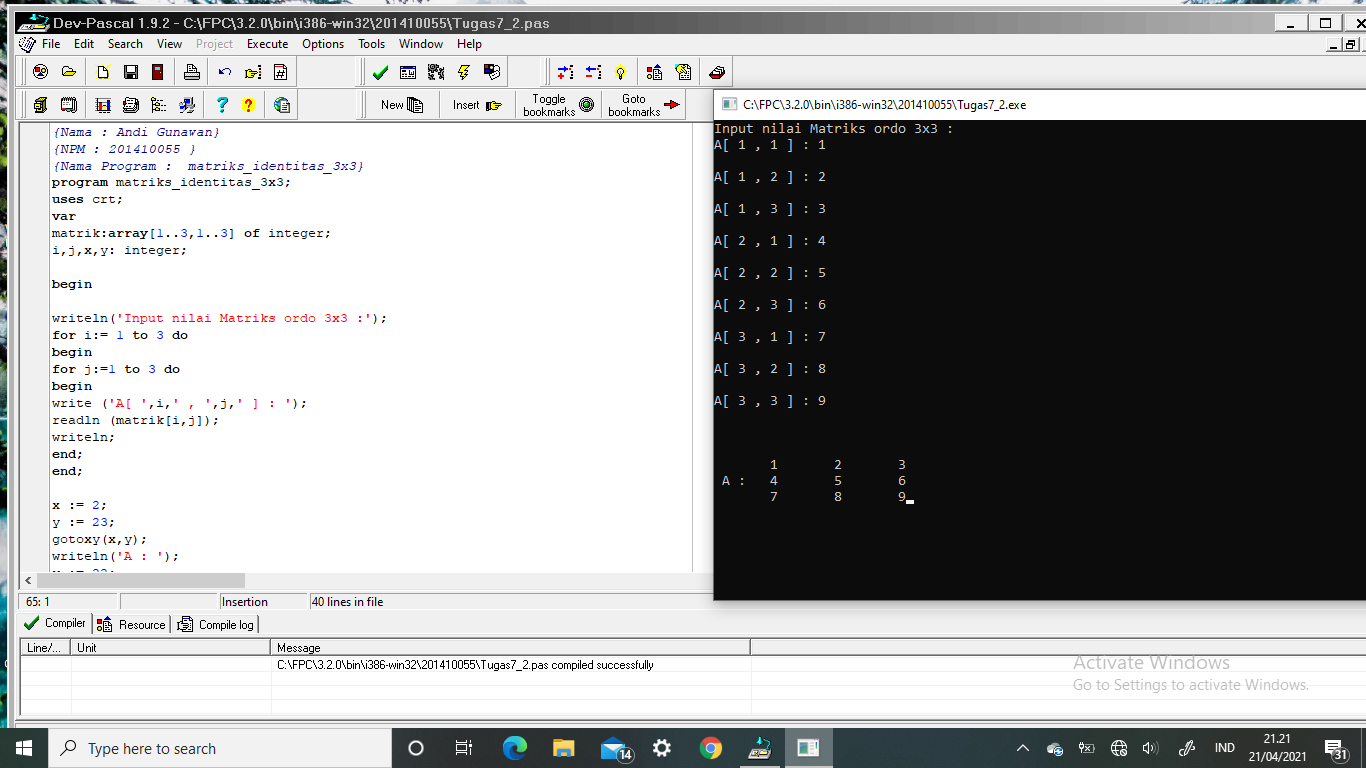 Dev-Pascal 1.9.2 - C:\FPC\3.2.0\bin\i386-win32\201410055\Tugas7_2.pas
File Edit Search View Project Execute Options Tools Window Help
New Insert Toggle bookmarks Goto bookmarks
{Nama : Andi Gunawan}
{NPM : 201410055 }
{Nama Program :  matriks_identitas_3x3}
program matriks_identitas_3x3;
uses crt;
var
matrik:array[1..3,1..3] of integer;
i,j,x,y: integer;
begin
writeln('Input nilai Matriks ordo 3x3 :');
for i:= 1 to 3 do
begin
for j:=1 to 3 do
begin
write ('A[ ',i,' , ',j,' ] : ');
readln (matrik[i,j]);
writeln;
end;
end;
x := 2;
y := 23;
gotoxy(x,y);
writeln('A : ');
C:\FPC\3.2.0\bin\i386-win32\201410055\Tugas7_2.exe
Input nilai Matriks ordo 3x3 :
A[ 1 , 1 ] : 1
A[ 1 , 2 ] : 2
A[ 1 , 3 ] : 3
A[ 2 , 1 ] : 4
A[ 2 , 2 ] : 5
A[ 2 , 3 ] : 6
A[ 3 , 1 ] : 7
A[ 3 , 2 ] : 8
A[ 3 , 3 ] : 9
1 2 3
A : 4 5 6
7 8 9
65: 1 Insertion 40 lines in file
Compiler Resource Compile log
Line/... Unit Message
C:\FPC\3.2.0\bin\i386-win32\201410055\Tugas7_2.pas compiled successfully
Activate Windows
Go to Settings to activate Windows.
Type here to search
14
IND
21.21
21/04/2021
31